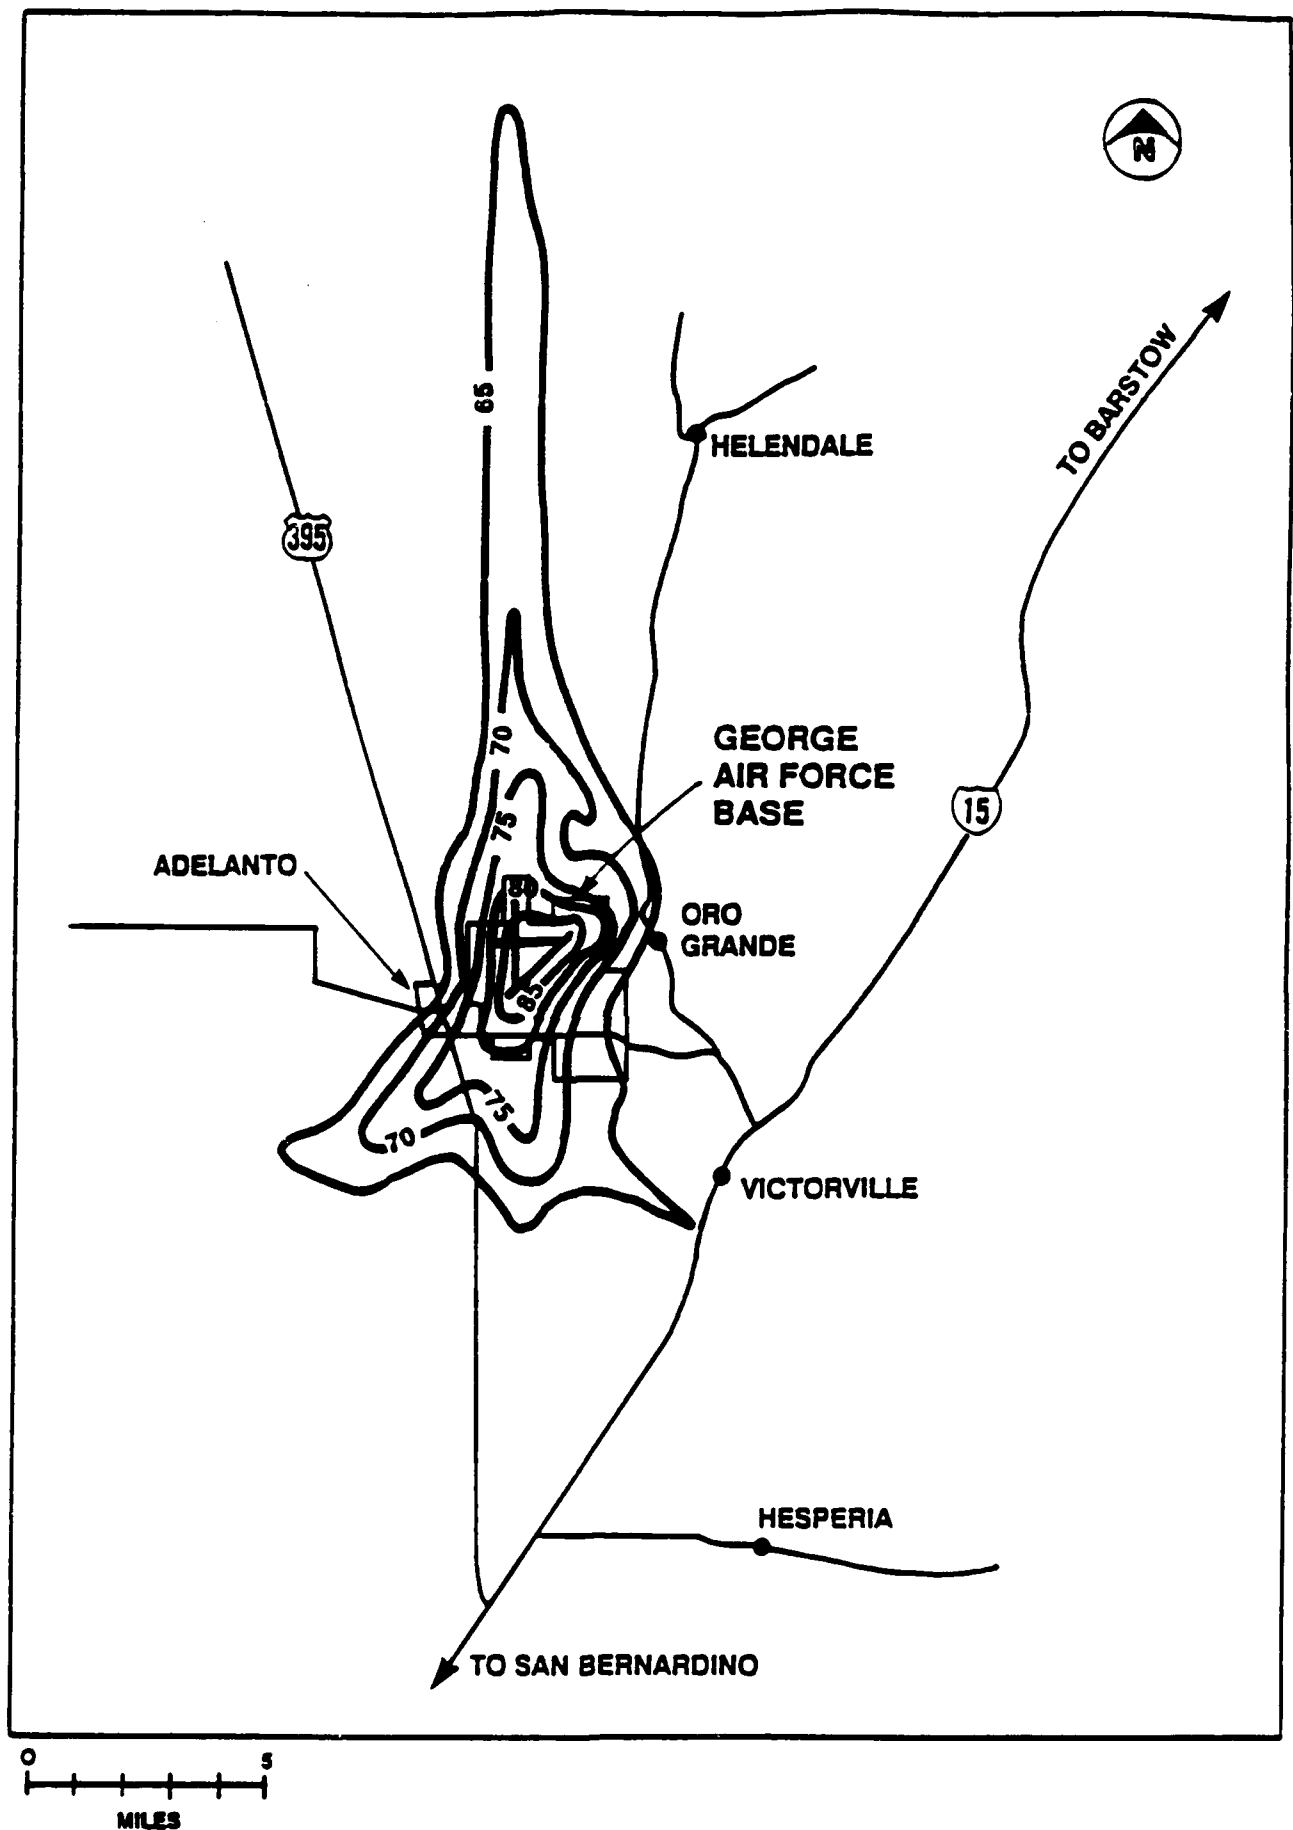 N
TO BARSTOW
65
HELENDALE
395
70
GEORGE
AIR FORCE
BASE
15
75
ADELANTO
80
ORO
GRANDE
85
75
70
VICTORVILLE
HESPERIA
TO SAN BERNARDINO
0 5
MILES